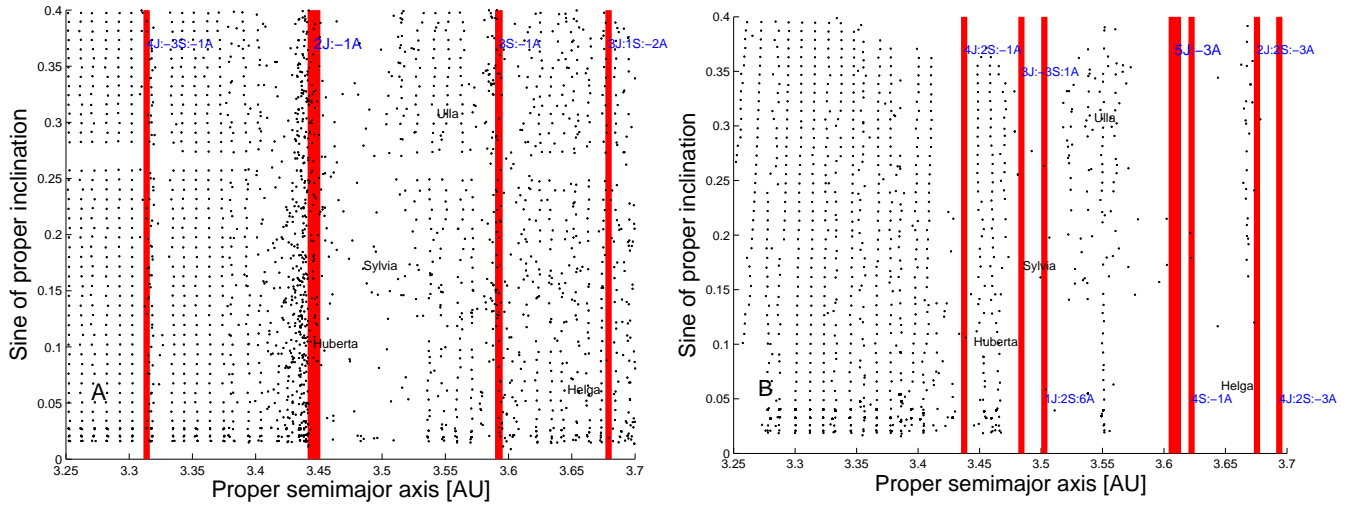 0.4
0.35
0.3
0.25
0.2
0.15
0.1
0.05
0
Sine of proper inclination
4J:−3S:−1A
2J:−1A
3S:−1A
3J:1S:−2A
Ulla
Sylvia
Huberta
Helga
A
3.25 3.3 3.35 3.4 3.45 3.5 3.55 3.6 3.65 3.7
Proper semimajor axis [AU]
0.4
0.35
0.3
0.25
0.2
0.15
0.1
0.05
0
Sine of proper inclination
4J:2S:−1A
3J:−3S:1A
5J:−3A
2J:2S:−3A
Ulla
Sylvia
Huberta
Helga
B
1J:2S:6A
4S:−1A
4J:2S:−3A
3.25 3.3 3.35 3.4 3.45 3.5 3.55 3.6 3.65 3.7
Proper semimajor axis [AU]